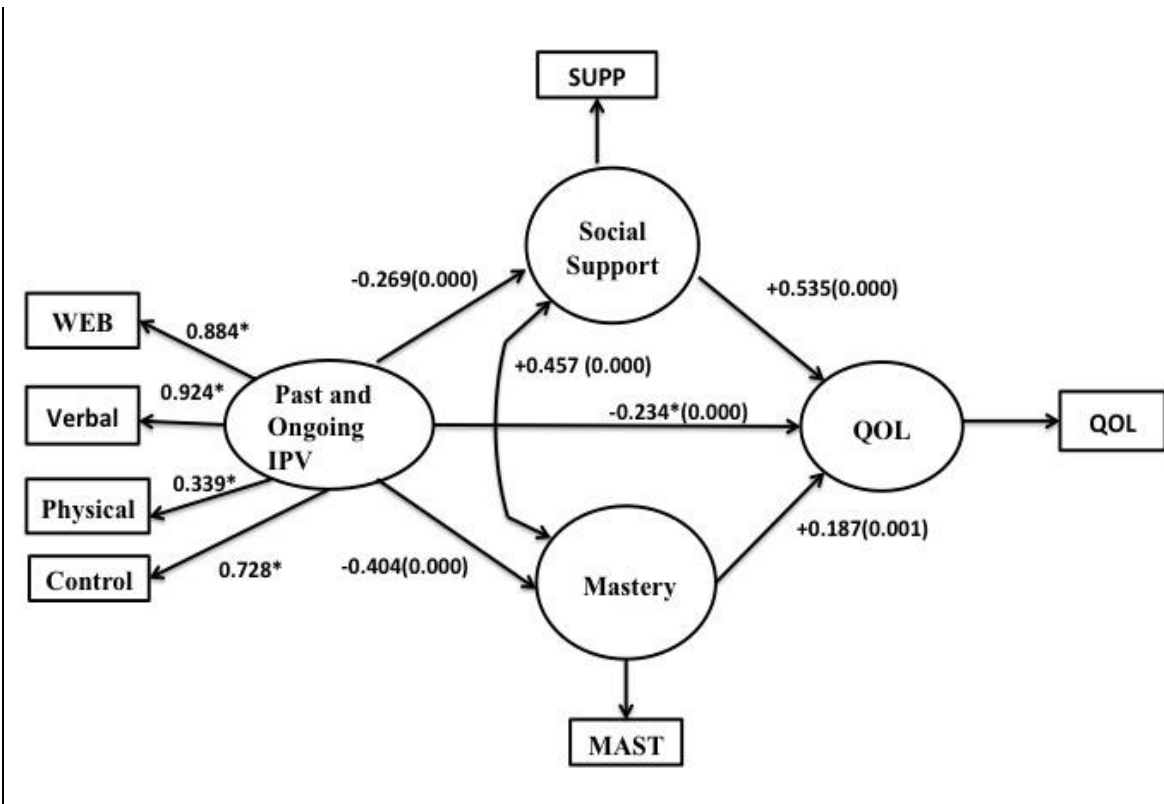 SUPP
Social
Support
-0.269(0.000)
+0.535(0.000)
WEB
0.884*
+0.457 (0.000)
Verbal
0.924*
Past and
Ongoing
IPV
-0.234*(0.000)
QOL
QOL
Physical
0.339*
+0.187(0.001)
Control
0.728*
-0.404(0.000)
Mastery
MAST